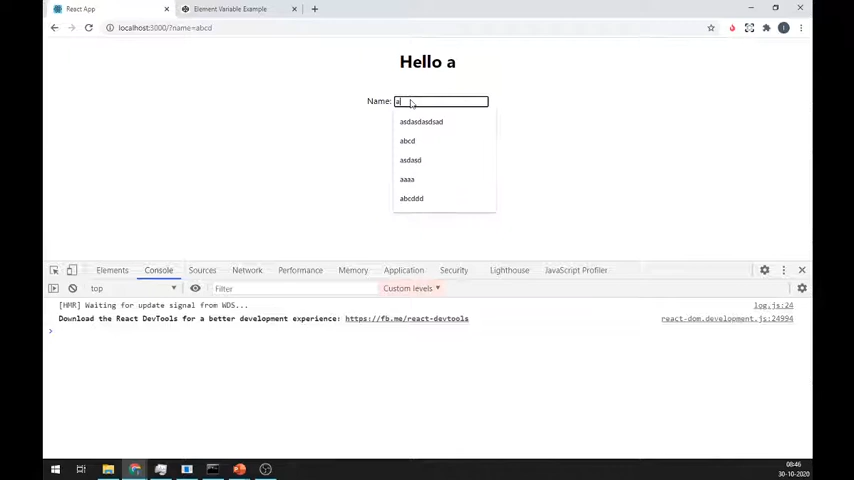 React App
Element Variable Example
localhost:3000/?name=abcd
Hello a
Name: a
asdasdasdsad
abcd
asdasd
aaaa
abcddd
Elements Console Sources Network Performance Memory Application Security Lighthouse JavaScript Profiler
top Filter Custom levels
[HMR] Waiting for update signal from WDS... log.js:24
Download the React DevTools for a better development experience: https://fb.me/react-devtools react-dom.development.js:24994
08:46
30-10-2020